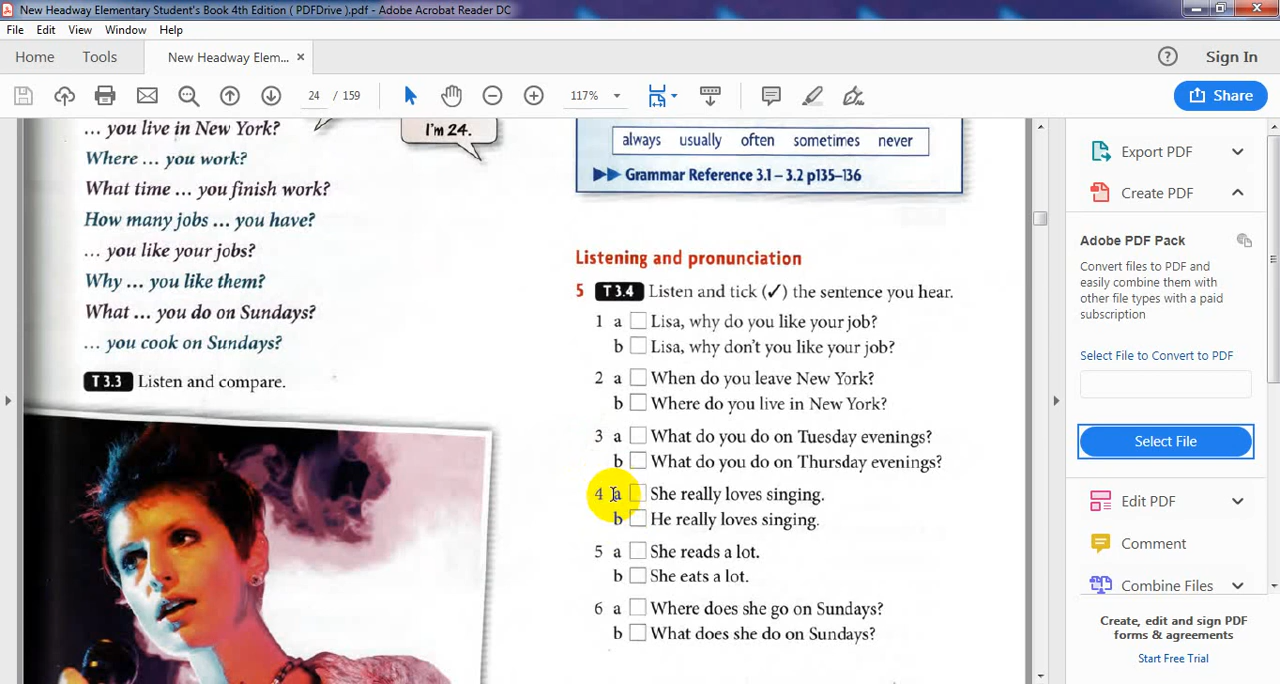 New Headway Elementary Student's Book 4th Edition ( PDFDrive ).pdf - Adobe Acrobat Reader DC
File Edit View Window Help
Home Tools New Headway Elem... × ? Sign In
24 / 159 117% Share
... you live in New York?
Where ... you work?
What time ... you finish work?
How many jobs ... you have?
... you like your jobs?
Why ... you like them?
What ... you do on Sundays?
... you cook on Sundays?
T 3.3 Listen and compare.
I'm 24.
always usually often sometimes never
▶▶ Grammar Reference 3.1 – 3.2 p135–136
Listening and pronunciation
5 T 3.4 Listen and tick (✓) the sentence you hear.
1 a Lisa, why do you like your job?
b Lisa, why don't you like your job?
2 a When do you leave New York?
b Where do you live in New York?
3 a What do you do on Tuesday evenings?
b What do you do on Thursday evenings?
4 a She really loves singing.
b He really loves singing.
5 a She reads a lot.
b She eats a lot.
6 a Where does she go on Sundays?
b What does she do on Sundays?
Export PDF
Create PDF
Adobe PDF Pack
Convert files to PDF and
easily combine them with
other file types with a paid
subscription
Select File to Convert to PDF
Select File
Edit PDF
Comment
Combine Files
Create, edit and sign PDF
forms & agreements
Start Free Trial